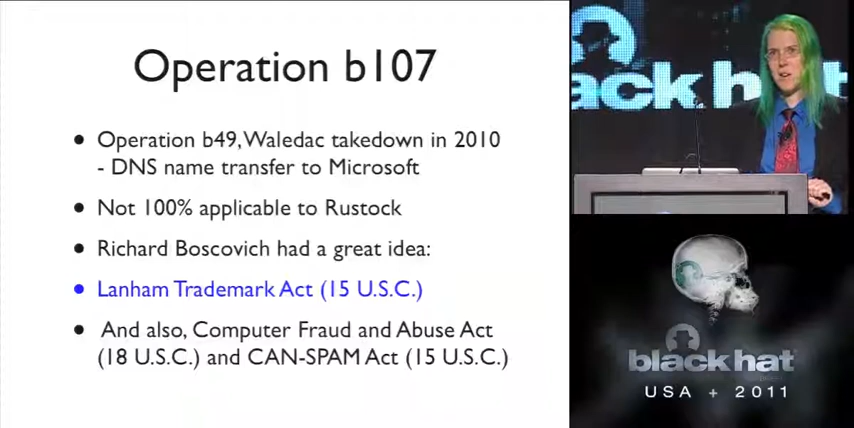 Operation b107
• Operation b49, Waledac takedown in 2010
- DNS name transfer to Microsoft
• Not 100% applicable to Rustock
• Richard Boscovich had a great idea:
• Lanham Trademark Act (15 U.S.C.)
• And also, Computer Fraud and Abuse Act
(18 U.S.C.) and CAN-SPAM Act (15 U.S.C.)
ack hat
black hat
USA + 2011